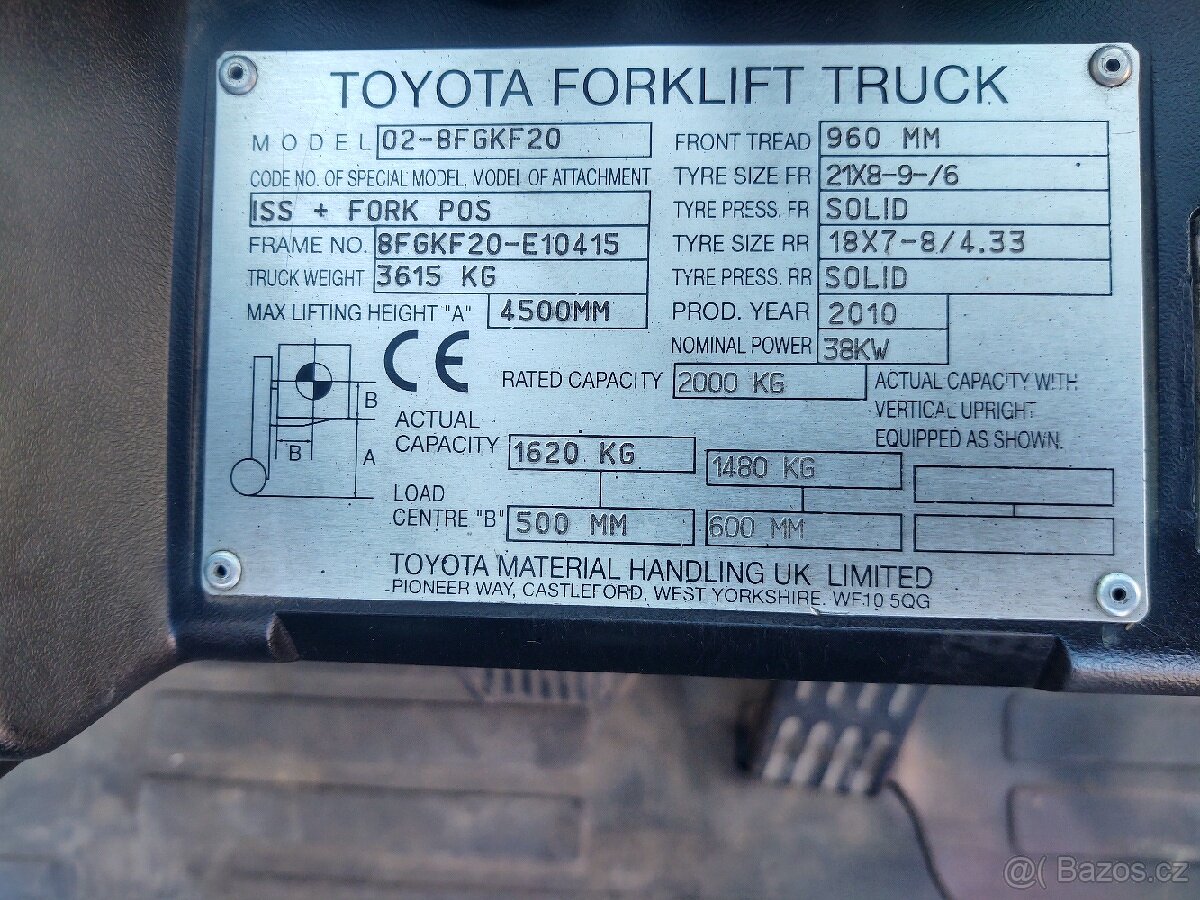 TOYOTA FORKLIFT TRUCK
MODEL 02-8FGKF20
CODE NO. OF SPECIAL MODEL, MODEL OF ATTACHMENT
ISS + FORK POS
FRAME NO. 8FGKF20-E10415
TRUCK WEIGHT 3615 KG
MAX LIFTING HEIGHT "A" 4500MM
FRONT TREAD 960 MM
TYRE SIZE FR 21X8-9-/6
TYRE PRESS. FR SOLID
TYRE SIZE RR 18X7-8/4.33
TYRE PRESS. RR SOLID
PROD. YEAR 2010
NOMINAL POWER 38KW
CE
RATED CAPACITY 2000 KG
ACTUAL CAPACITY WITH
VERTICAL UPRIGHT
EQUIPPED AS SHOWN.
B
B
A
ACTUAL
CAPACITY 1620 KG 1480 KG
LOAD
CENTRE "B" 500 MM 600 MM
TOYOTA MATERIAL HANDLING UK LIMITED
PIONEER WAY, CASTLEFORD, WEST YORKSHIRE. WF10 5QG
@( Bazos.cz